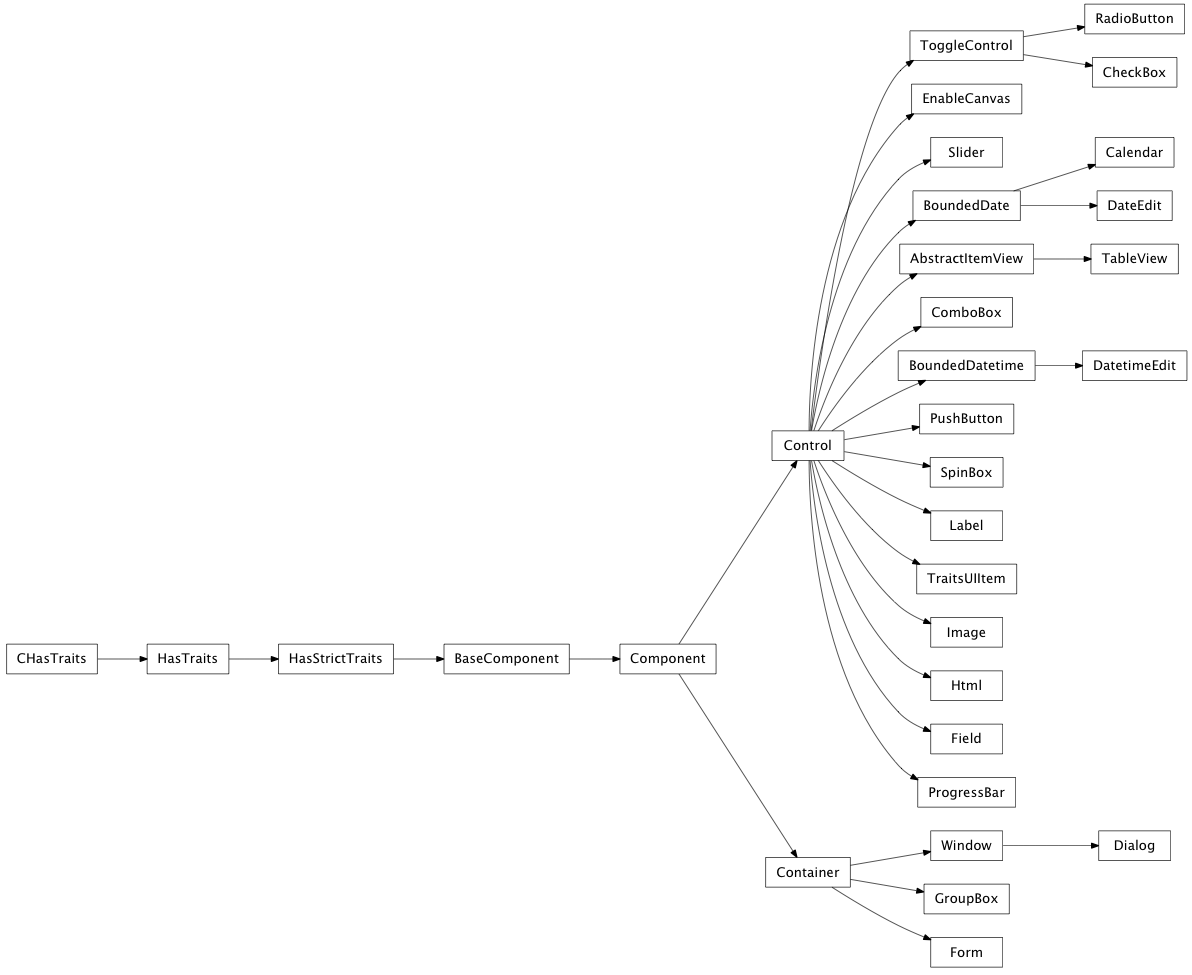 RadioButton
ToggleControl
CheckBox
EnableCanvas
Slider
Calendar
BoundedDate
DateEdit
AbstractItemView
TableView
ComboBox
BoundedDatetime
DatetimeEdit
PushButton
Control
SpinBox
Label
TraitsUIItem
Image
CHasTraits
HasTraits
HasStrictTraits
BaseComponent
Component
Html
Field
ProgressBar
Window
Dialog
Container
GroupBox
Form